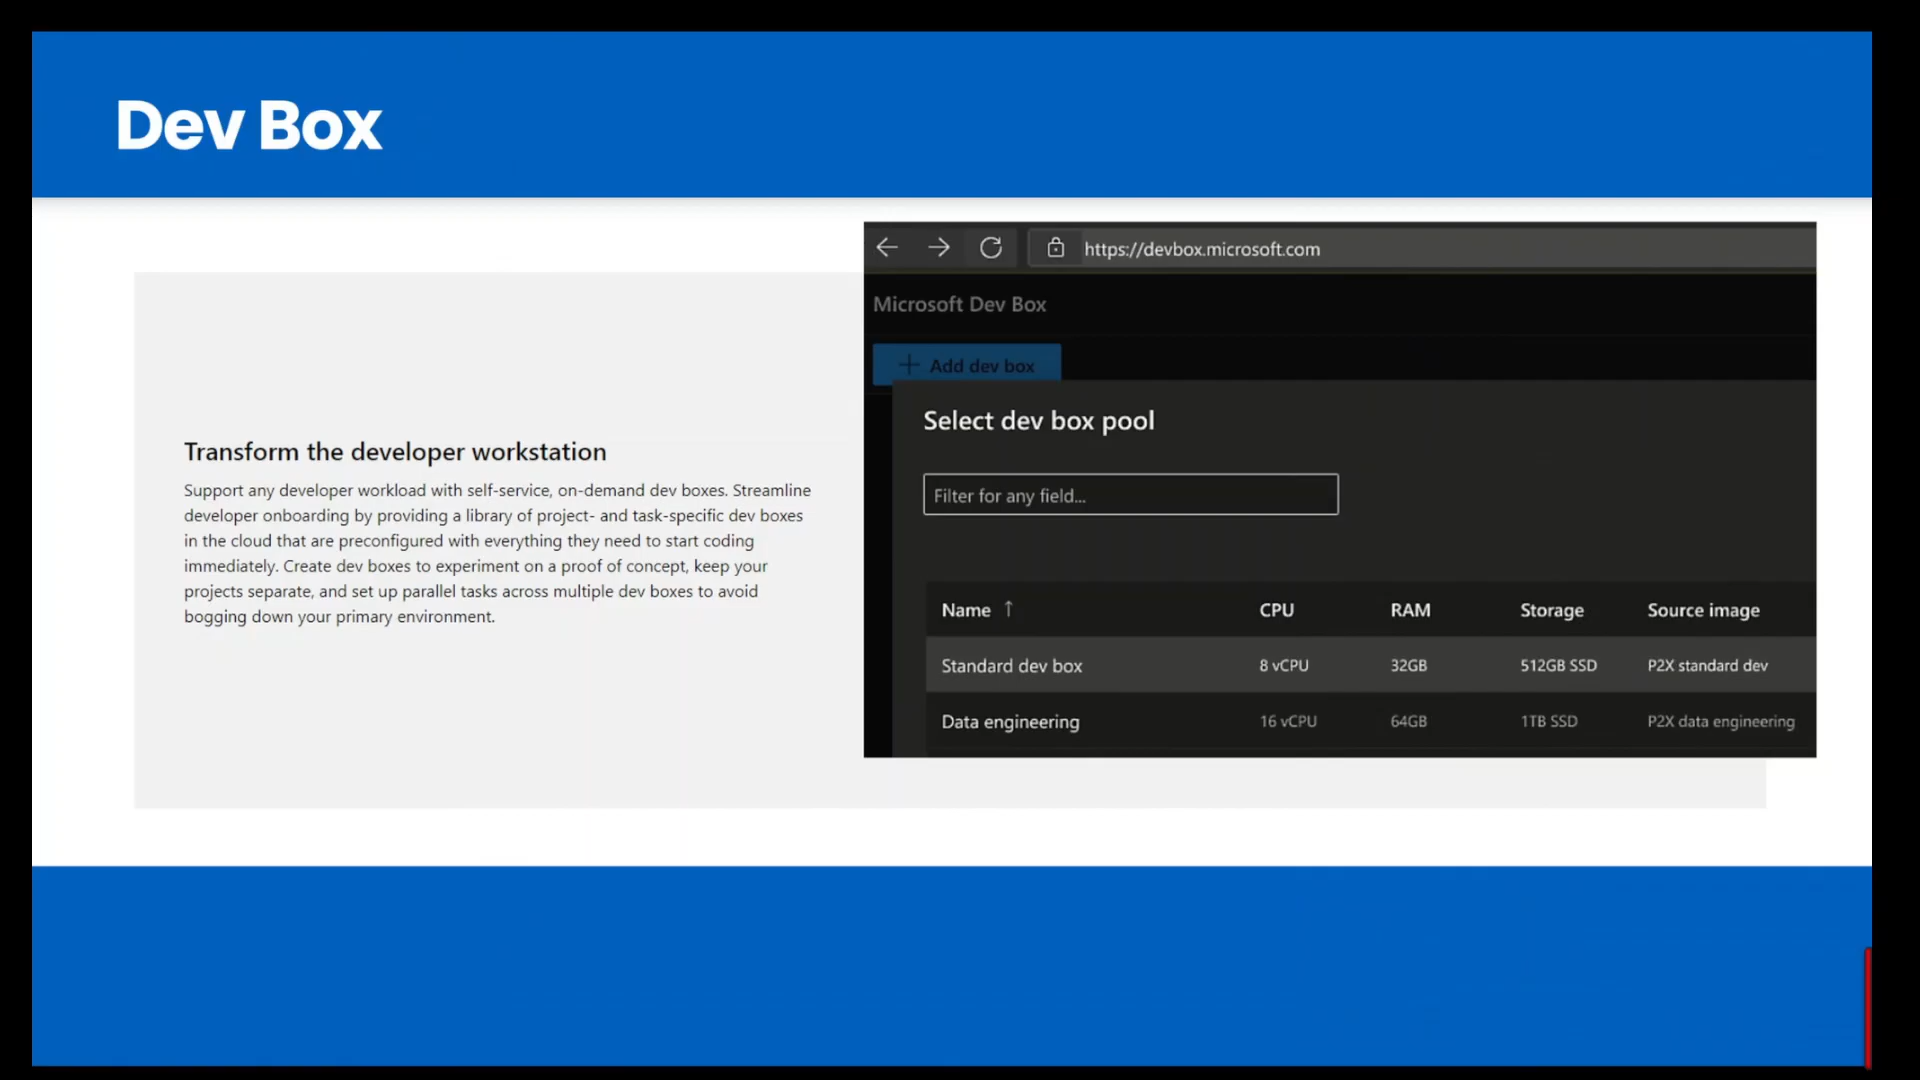 Dev Box
Transform the developer workstation
Support any developer workload with self-service, on-demand dev boxes. Streamline
developer onboarding by providing a library of project- and task-specific dev boxes
in the cloud that are preconfigured with everything they need to start coding
immediately. Create dev boxes to experiment on a proof of concept, keep your
projects separate, and set up parallel tasks across multiple dev boxes to avoid
bogging down your primary environment.
https://devbox.microsoft.com
Microsoft Dev Box
+ Add dev box
Select dev box pool
Filter for any field...
Name ↑ CPU RAM Storage Source image
Standard dev box 8 vCPU 32GB 512GB SSD P2X standard dev
Data engineering 16 vCPU 64GB 1TB SSD P2X data engineering